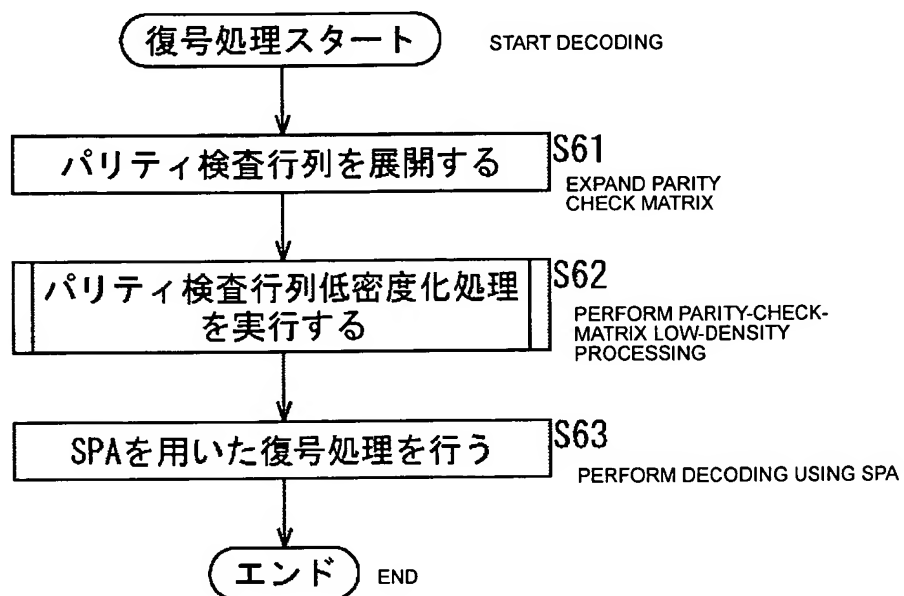 復号処理スタート
START DECODING
パリティ検査行列を展開する
S61
EXPAND PARITY
CHECK MATRIX
パリティ検査行列低密度化処理
を実行する
S62
PERFORM PARITY-CHECK-
MATRIX LOW-DENSITY
PROCESSING
SPAを用いた復号処理を行う
S63
PERFORM DECODING USING SPA
エンド
END